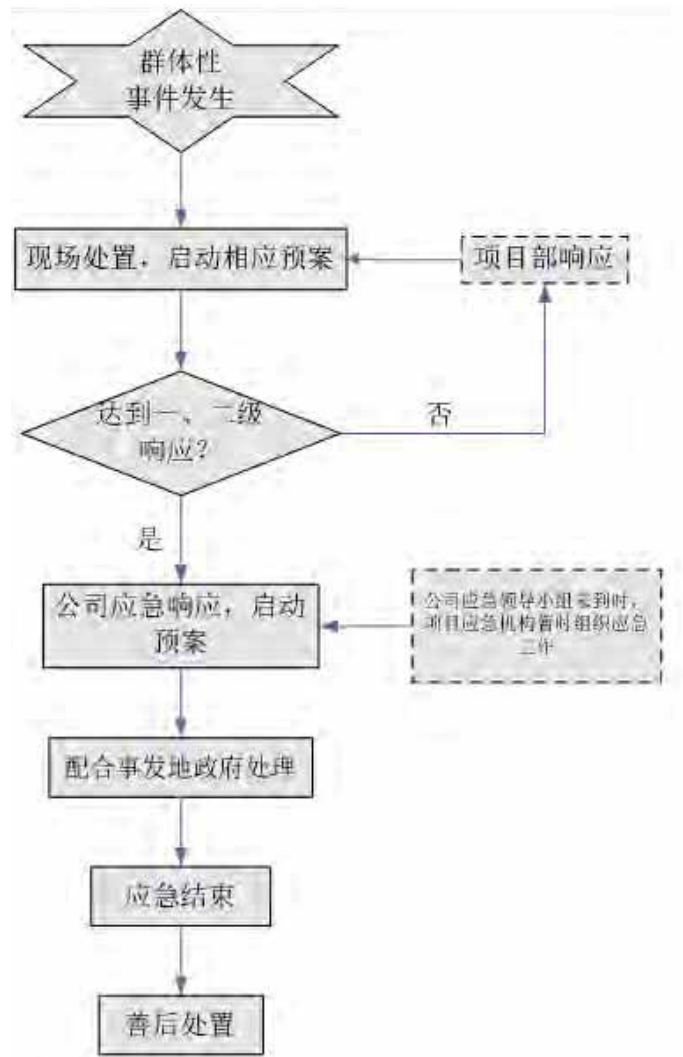 群体性
事件发生
现场处置，启动相应预案
项目部响应
达到一、二级
响应？
否
是
公司应急响应，启动
预案
公司应急领导小组未到时，
项目应急机构暂时组织应急
工作
配合事发地政府处理
应急结束
善后处置